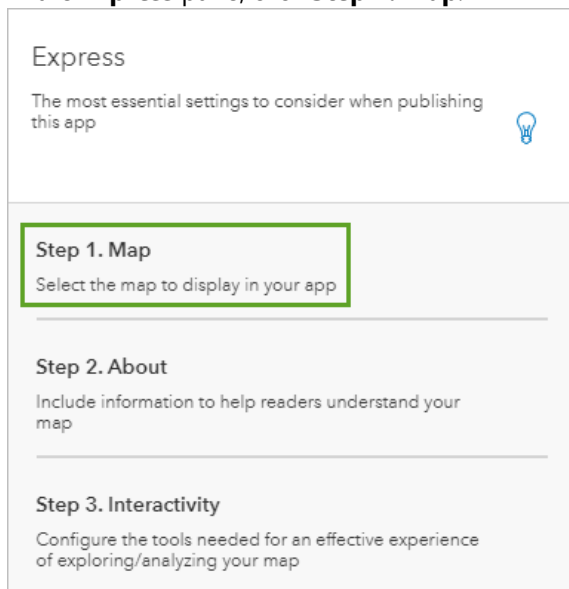 Express
The most essential settings to consider when publishing
this app
Step 1. Map
Select the map to display in your app
Step 2. About
Include information to help readers understand your
map
Step 3. Interactivity
Configure the tools needed for an effective experience
of exploring/analyzing your map